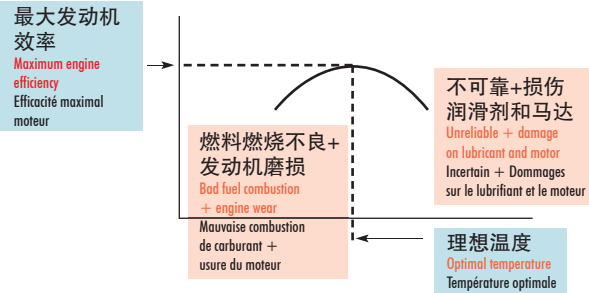 最大发动机
效率
Maximum engine
efficiency
Efficacité maximal
moteur
不可靠+损伤
润滑剂和马达
Unreliable + damage
on lubricant and motor
Incertain + Dommages
sur le lubrifiant et le moteur
燃料燃烧不良+
发动机磨损
Bad fuel combustion
+ engine wear
Mauvaise combustion
de carburant +
usure du moteur
理想温度
Optimal temperature
Température optimale